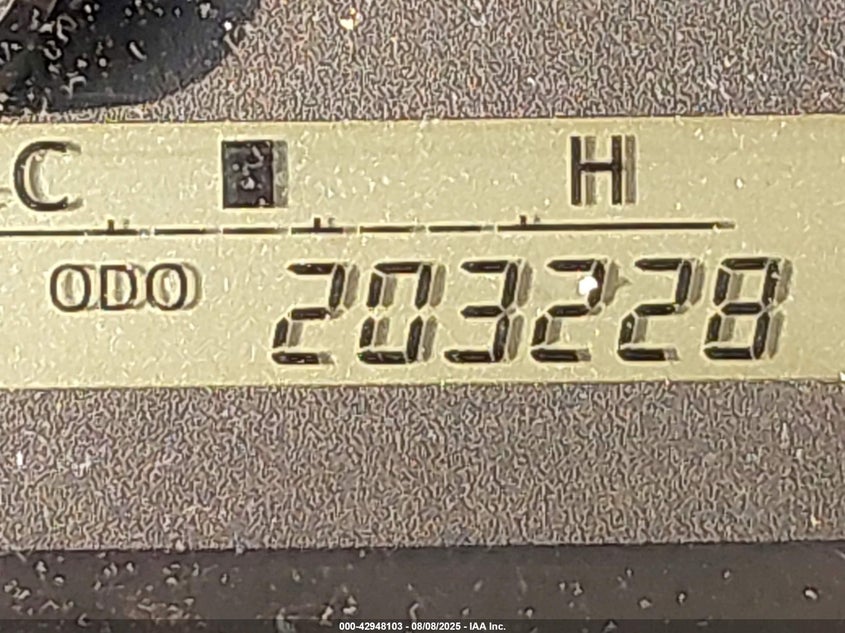 C H
ODO 203228
000-42948103 - 08/08/2025 - IAA Inc.